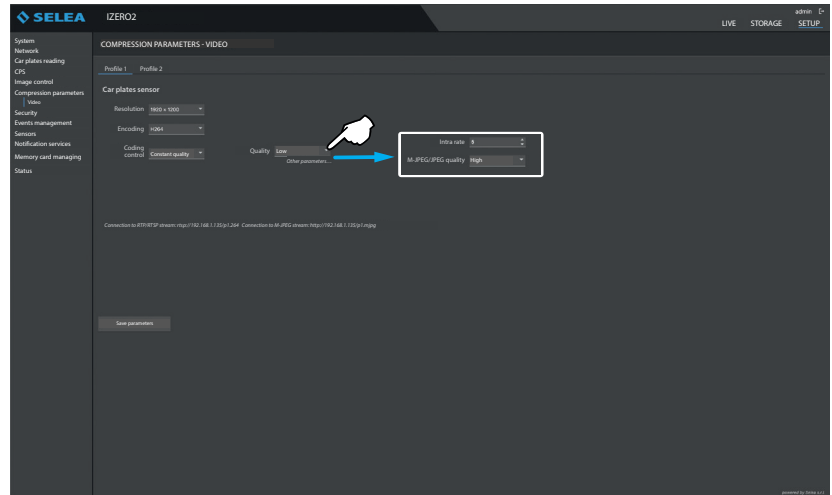 SELEA
IZERO2
admin
LIVE STORAGE SETUP
System
Network
Car plates reading
CPS
Image control
Compression parameters
Video
Security
Events management
Sensors
Notification services
Memory card managing
Status
COMPRESSION PARAMETERS - VIDEO
Profile 1 Profile 2
Car plates sensor
Resolution 1920 × 1200
Encoding H264
Coding control Constant quality
Quality Low
Other parameters...
Intra rate 6
M-JPEG/JPEG quality High
Connection to RTP/RTSP stream: rtsp://192.168.1.135/p1.264 Connection to M-JPEG stream: http://192.168.1.135/p1.mjpg
Save parameters
powered by Selea s.r.l